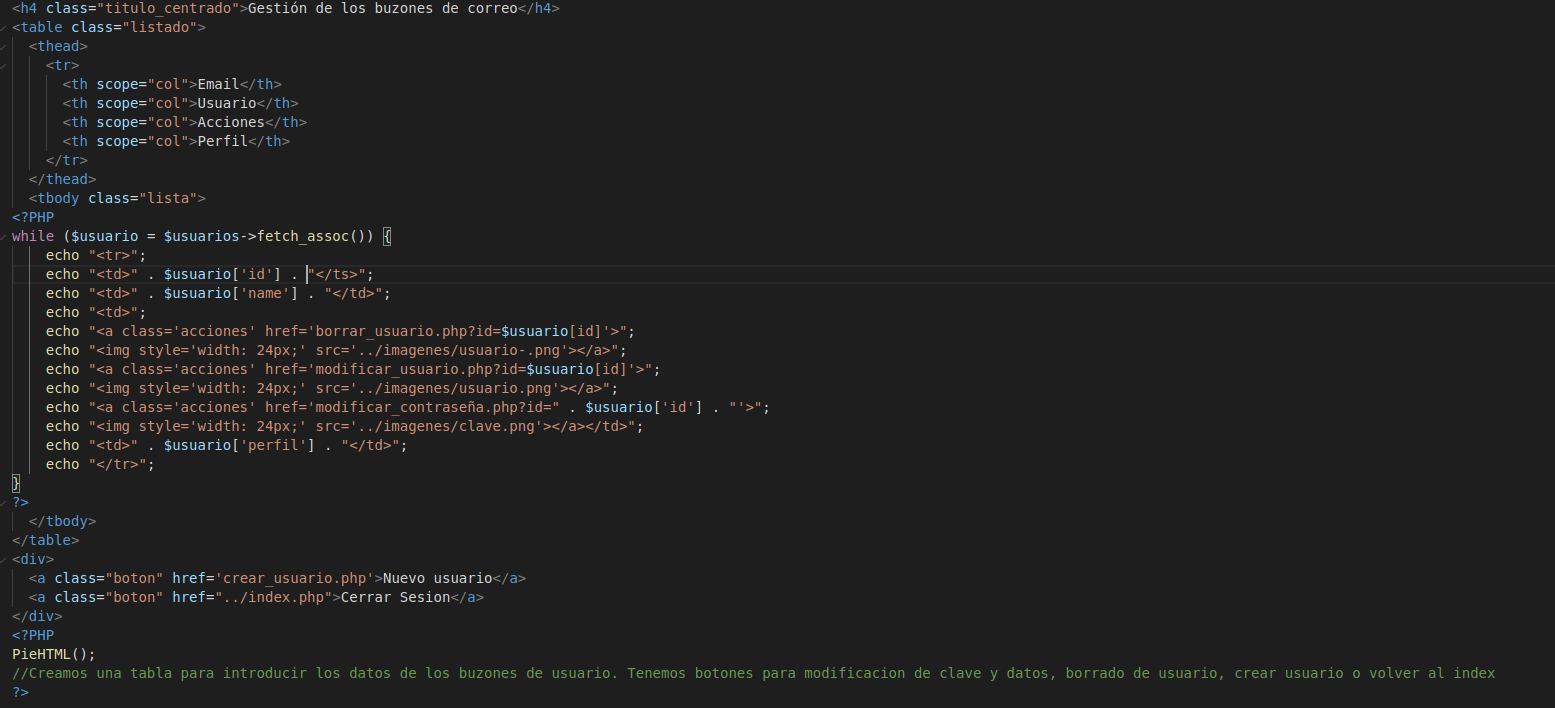 <h4 class="titulo_centrado">Gestión de los buzones de correo</h4>
<table class="listado">
  <thead>
    <tr>
      <th scope="col">Email</th>
      <th scope="col">Usuario</th>
      <th scope="col">Acciones</th>
      <th scope="col">Perfil</th>
    </tr>
  </thead>
  <tbody class="lista">
<?PHP
while ($usuario = $usuarios->fetch_assoc()) {
    echo "<tr>";
    echo "<td>" . $usuario['id'] . "</ts>";
    echo "<td>" . $usuario['name'] . "</td>";
    echo "<td>";
    echo "<a class='acciones' href='borrar_usuario.php?id=$usuario[id]'>";
    echo "<img style='width: 24px;' src='../imagenes/usuario-.png'></a>";
    echo "<a class='acciones' href='modificar_usuario.php?id=$usuario[id]'>";
    echo "<img style='width: 24px;' src='../imagenes/usuario.png'></a>";
    echo "<a class='acciones' href='modificar_contraseña.php?id=" . $usuario['id'] . "'>";
    echo "<img style='width: 24px;' src='../imagenes/clave.png'></a></td>";
    echo "<td>" . $usuario['perfil'] . "</td>";
    echo "</tr>";
}
?>
  </tbody>
</table>
<div>
  <a class="boton" href='crear_usuario.php'>Nuevo usuario</a>
  <a class="boton" href="../index.php">Cerrar Sesion</a>
</div>
<?PHP
PieHTML();
//Creamos una tabla para introducir los datos de los buzones de usuario. Tenemos botones para modificacion de clave y datos, borrado de usuario, crear usuario o volver al index
?>